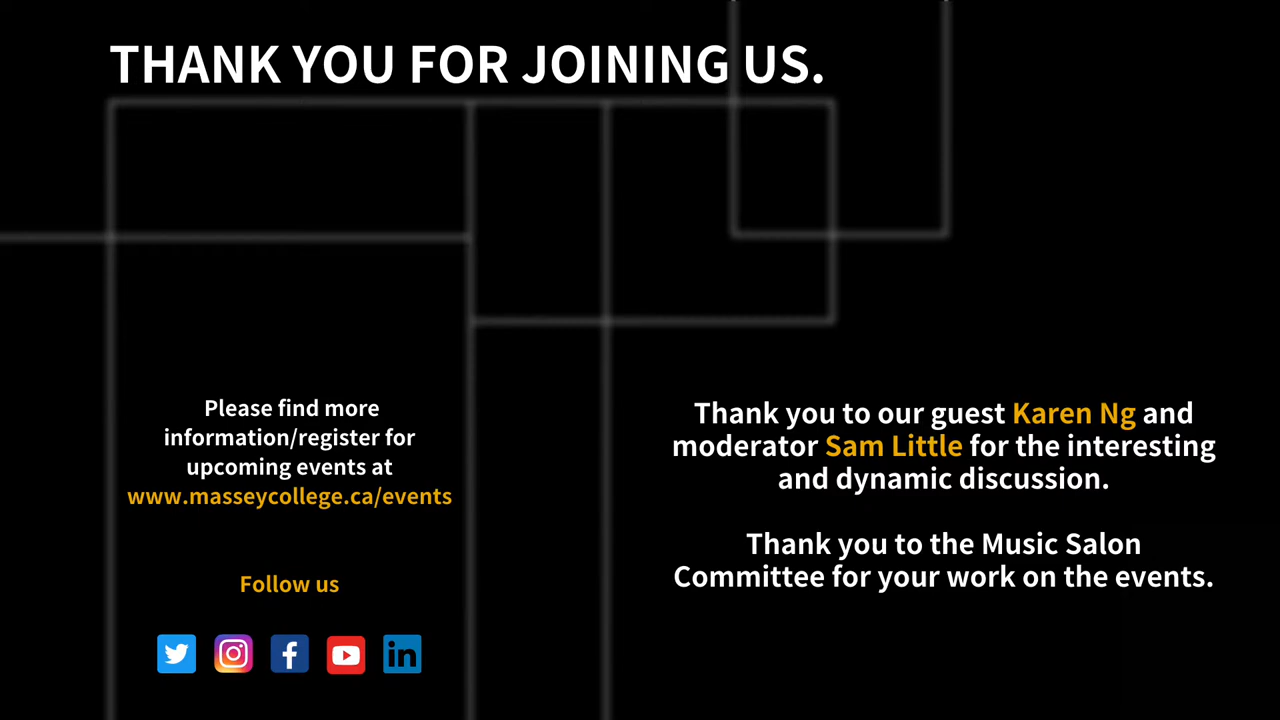 THANK YOU FOR JOINING US.
Please find more
information/register for
upcoming events at
www.masseycollege.ca/events
Follow us
Thank you to our guest Karen Ng and
moderator Sam Little for the interesting
and dynamic discussion.
Thank you to the Music Salon
Committee for your work on the events.